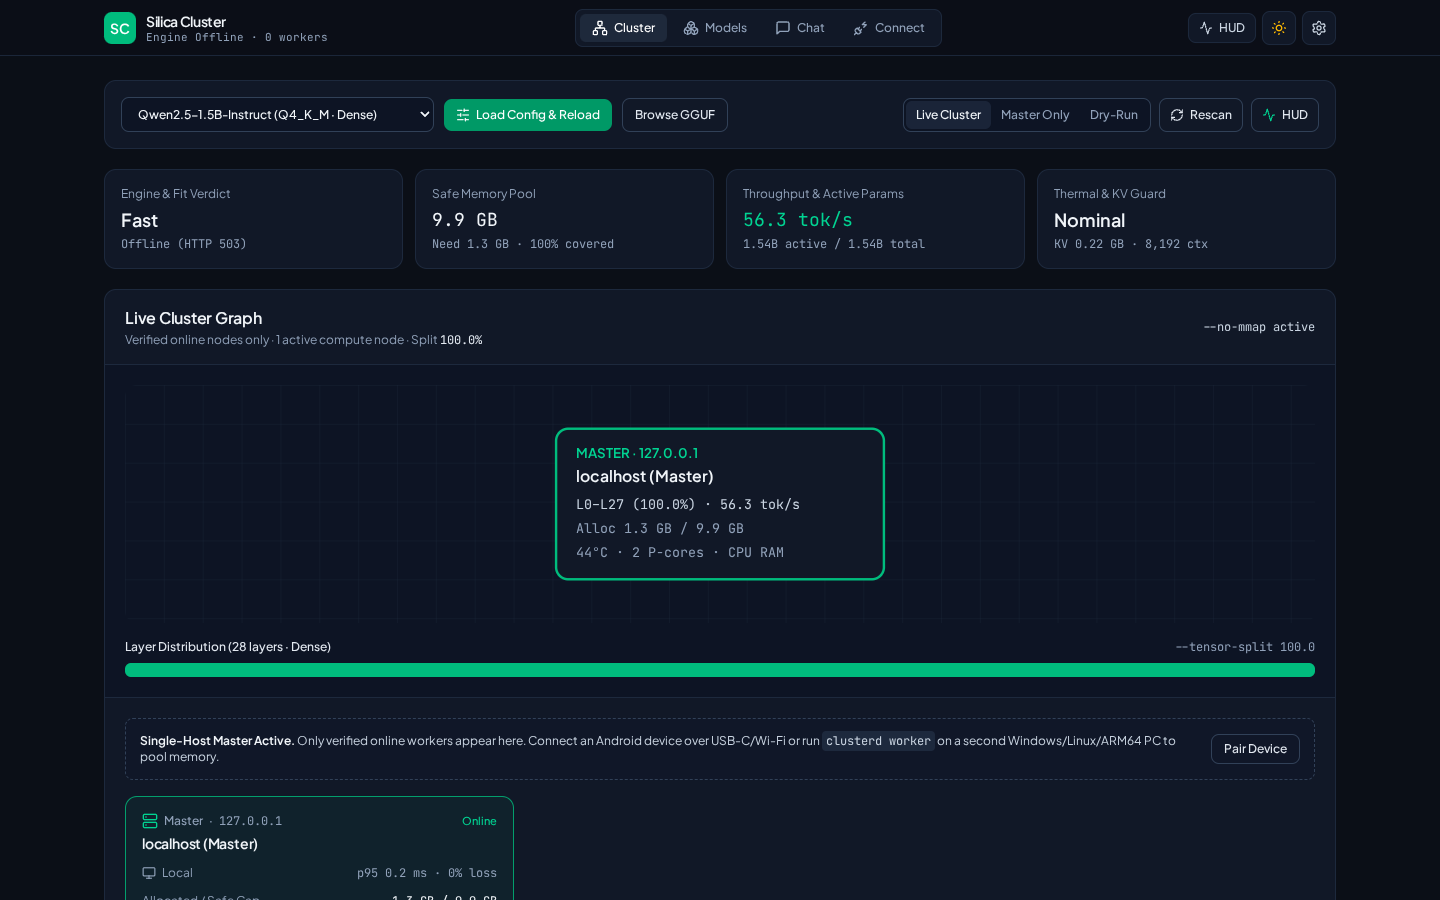 SC
Silica Cluster
Engine Offline · 0 workers
Cluster
Models
Chat
Connect
HUD
Qwen2.5-1.5B-Instruct (Q4_K_M · Dense)
Load Config & Reload
Browse GGUF
Live Cluster
Master Only
Dry-Run
Rescan
HUD
Engine & Fit Verdict
Fast
Offline (HTTP 503)
Safe Memory Pool
9.9 GB
Need 1.3 GB · 100% covered
Throughput & Active Params
56.3 tok/s
1.54B active / 1.54B total
Thermal & KV Guard
Nominal
KV 0.22 GB · 8,192 ctx
Live Cluster Graph
Verified online nodes only · 1 active compute node · Split 100.0%
--no-mmap active
MASTER · 127.0.0.1
localhost (Master)
L0–L27 (100.0%) · 56.3 tok/s
Alloc 1.3 GB / 9.9 GB
44°C · 2 P-cores · CPU RAM
Layer Distribution (28 layers · Dense)
--tensor-split 100.0
Single-Host Master Active. Only verified online workers appear here. Connect an Android device over USB-C/Wi-Fi or run clusterd worker on a second Windows/Linux/ARM64 PC to
pool memory.
Pair Device
Master · 127.0.0.1
Online
localhost (Master)
Local
p95 0.2 ms · 0% loss
Allocated / Safe Cap
1.3 GB / 9.9 GB